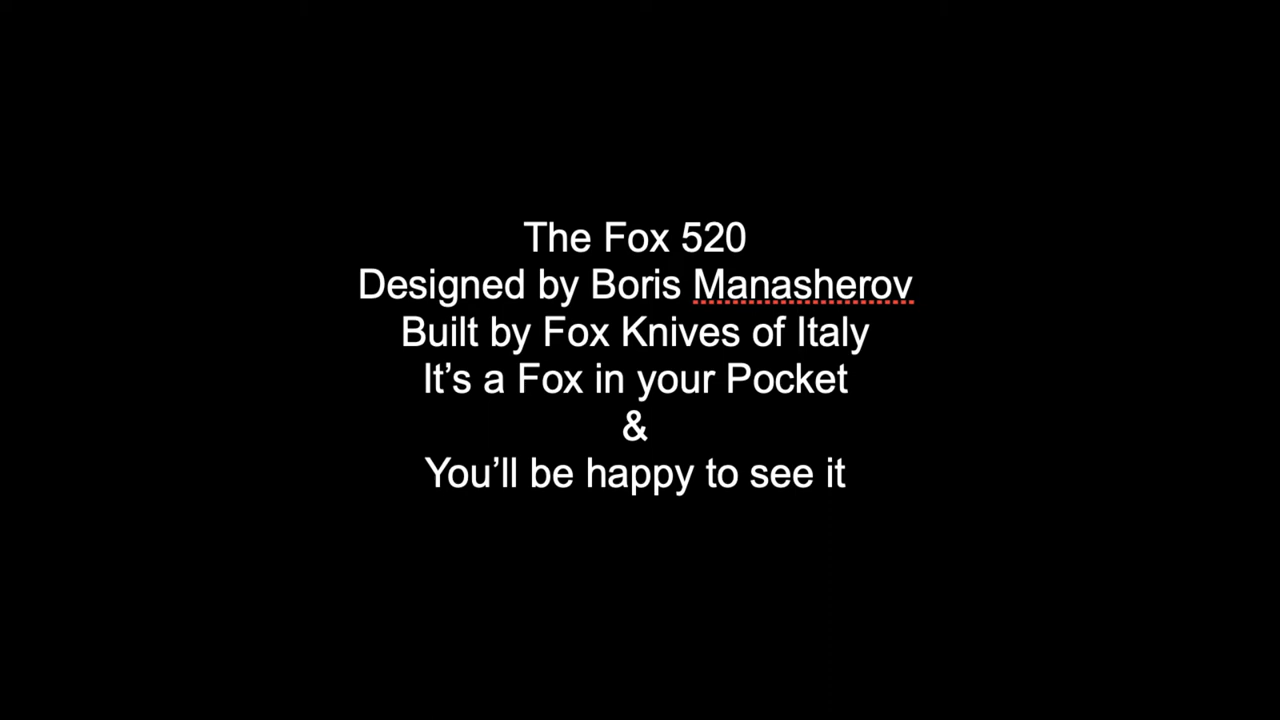 The Fox 520
Designed by Boris Manasherov
Built by Fox Knives of Italy
It’s a Fox in your Pocket
&
You’ll be happy to see it